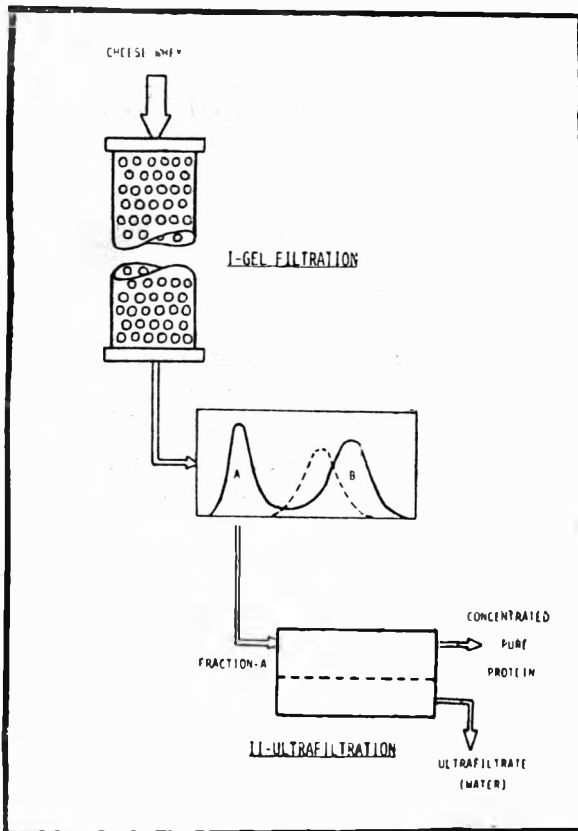 CHEESE WHEY
I-GEL FILTRATION
A
B
FRACTION-A
CONCENTRATED
PURE
PROTEIN
II-ULTRAFILTRATION
ULTRAFILTRATE
(WATER)